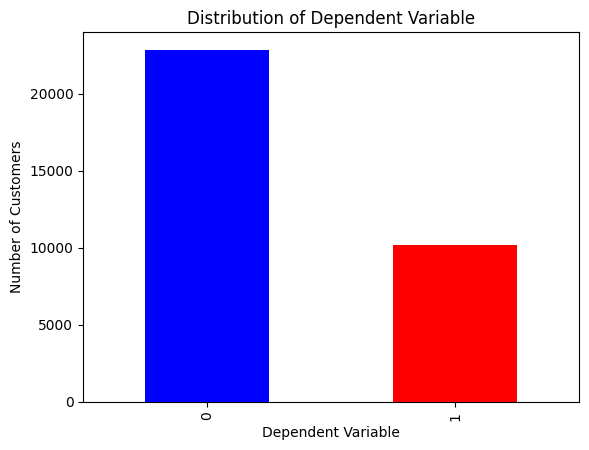 Distribution of Dependent Variable
Number of Customers
20000
15000
10000
5000
0
0
1
Dependent Variable